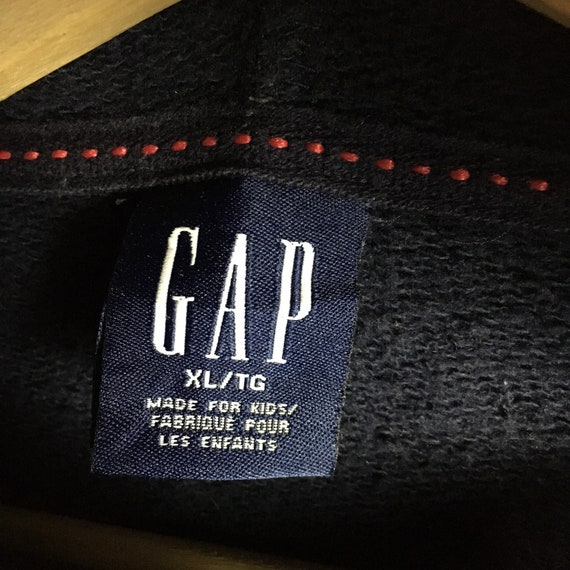 GAP
XL/TG
MADE FOR KIDS/
FABRIQUÉ POUR
LES ENFANTS